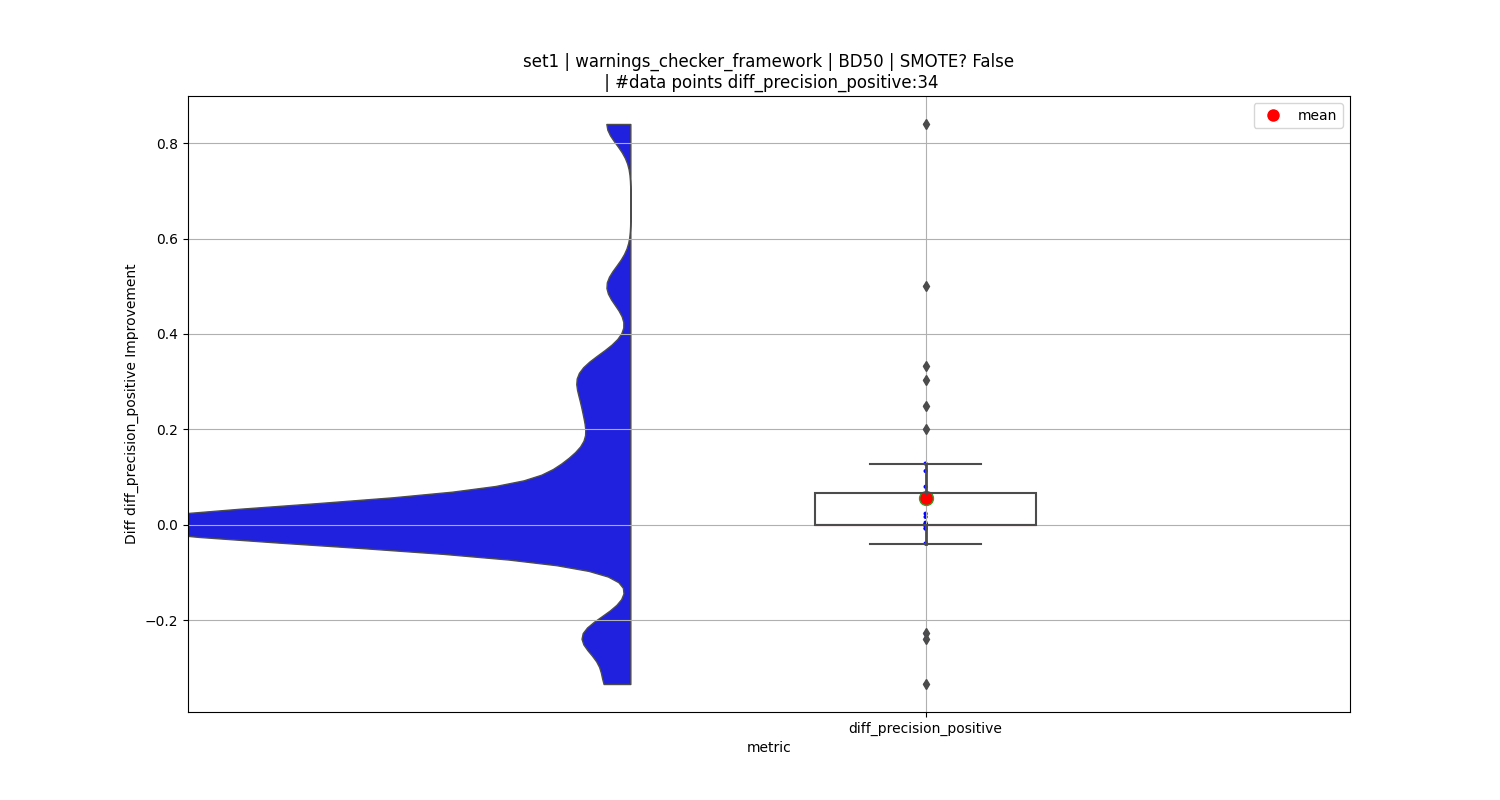 set1 | warnings_checker_framework | BD50 | SMOTE? False
| #data points diff_precision_positive:34
mean
0.8
0.6
0.4
0.2
0.0
−0.2
Diff diff_precision_positive Improvement
diff_precision_positive
metric